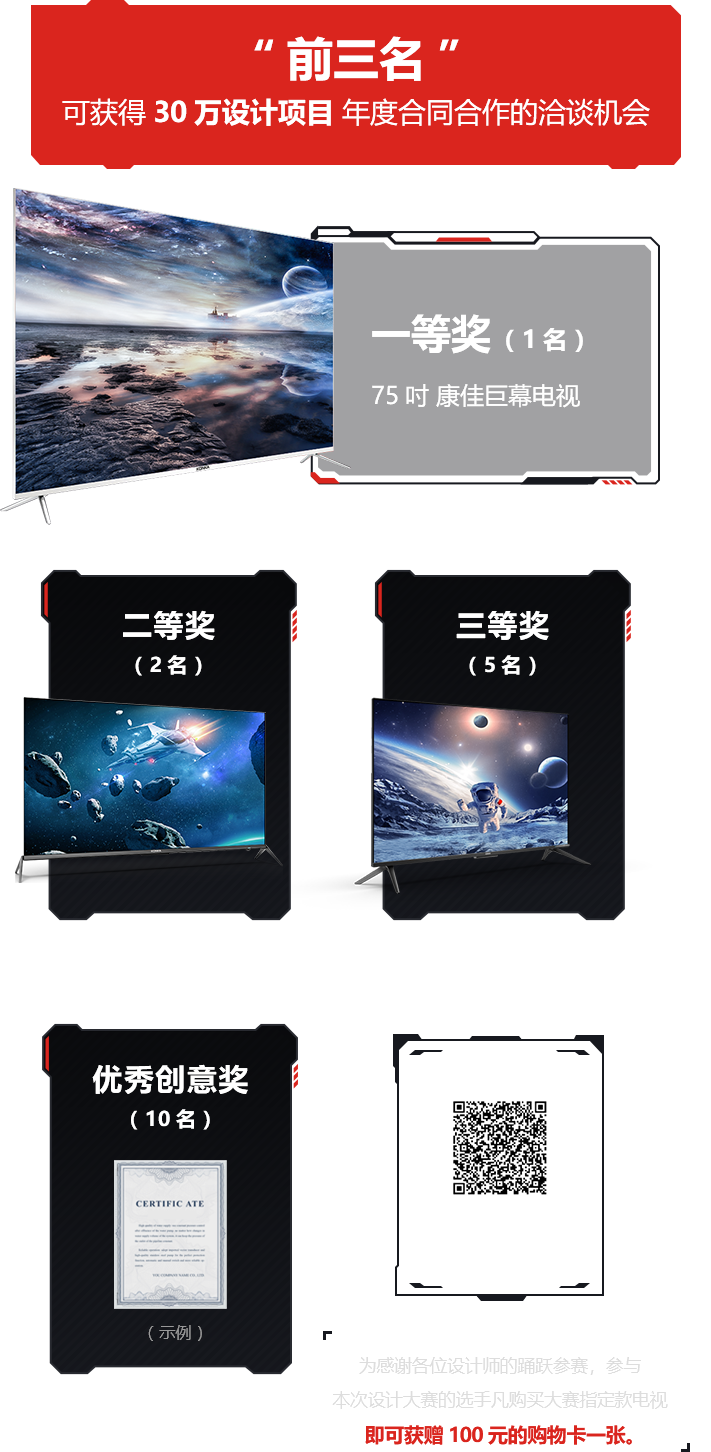 “ 前三名 ”
可获得 30 万设计项目 年度合同合作的洽谈机会
一等奖（1 名）
75 吋 康佳巨幕电视
KONKA
二等奖
（2 名）
三等奖
（5 名）
优秀创意奖
（10 名）
CERTIFIC ATE
（示例）
为感谢各位设计师的踊跃参赛，参与
本次设计大赛的选手凡购买大赛指定款电视
即可获赠 100 元的购物卡一张。